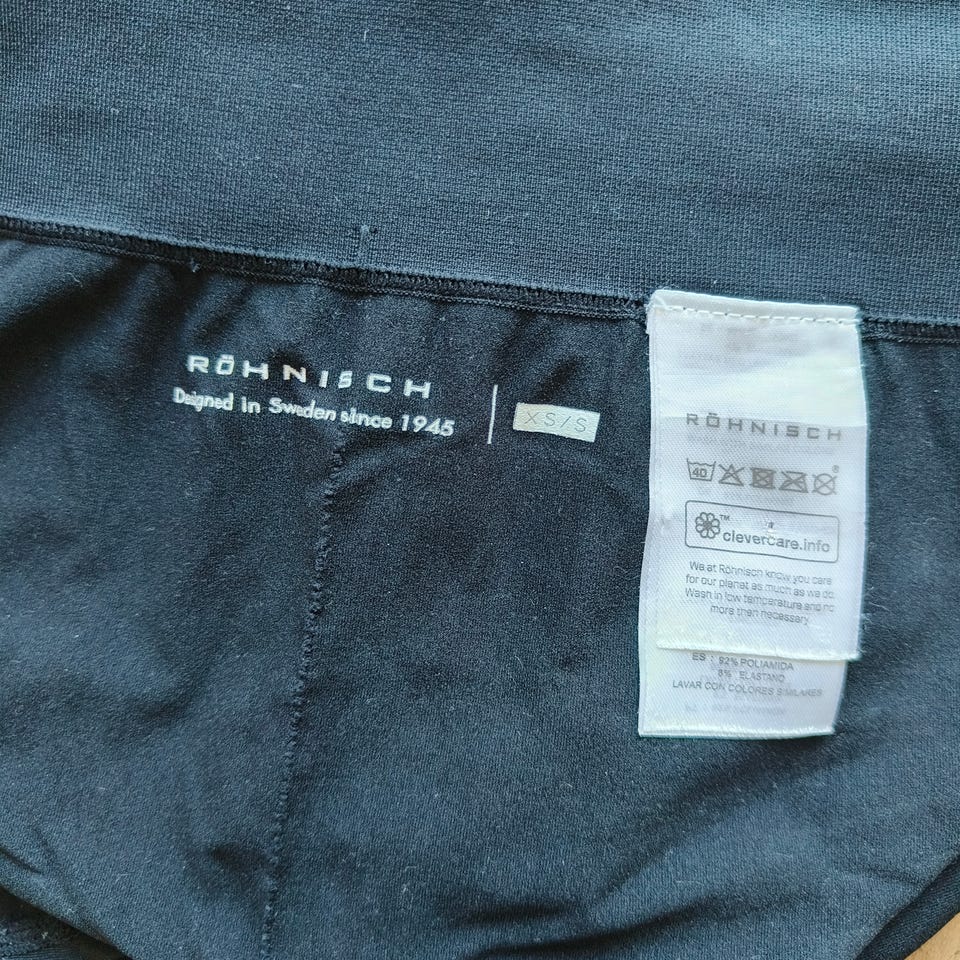 RÖHNISCH
Designed in Sweden since 1945
XS/S
RÖHNISCH
40
clevercare.info
We at Röhnisch know you care
for our planet as much as we do.
Wash in low temperature and no
more than necessary
ES : 92% POLIAMIDA
8% ELASTANO
LAVAR CON COLORES SIMILARES